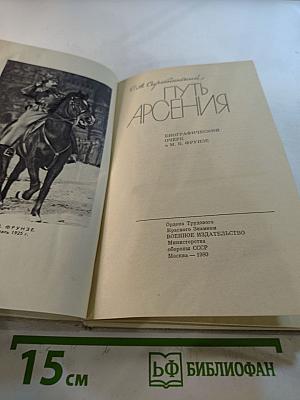 ПУТЬ
АРСЕНИЯ
БИОГРАФИЧЕСКИЙ
ОЧЕРК
о М. В. ФРУНЗЕ
Ордена Трудового
Красного Знамени
ВОЕННОЕ ИЗДАТЕЛЬСТВО
Министерства
обороны СССР
Москва — 1980
ФРУНЗЕ.
1925 г.
15 см
БФ БИБЛИОФАН